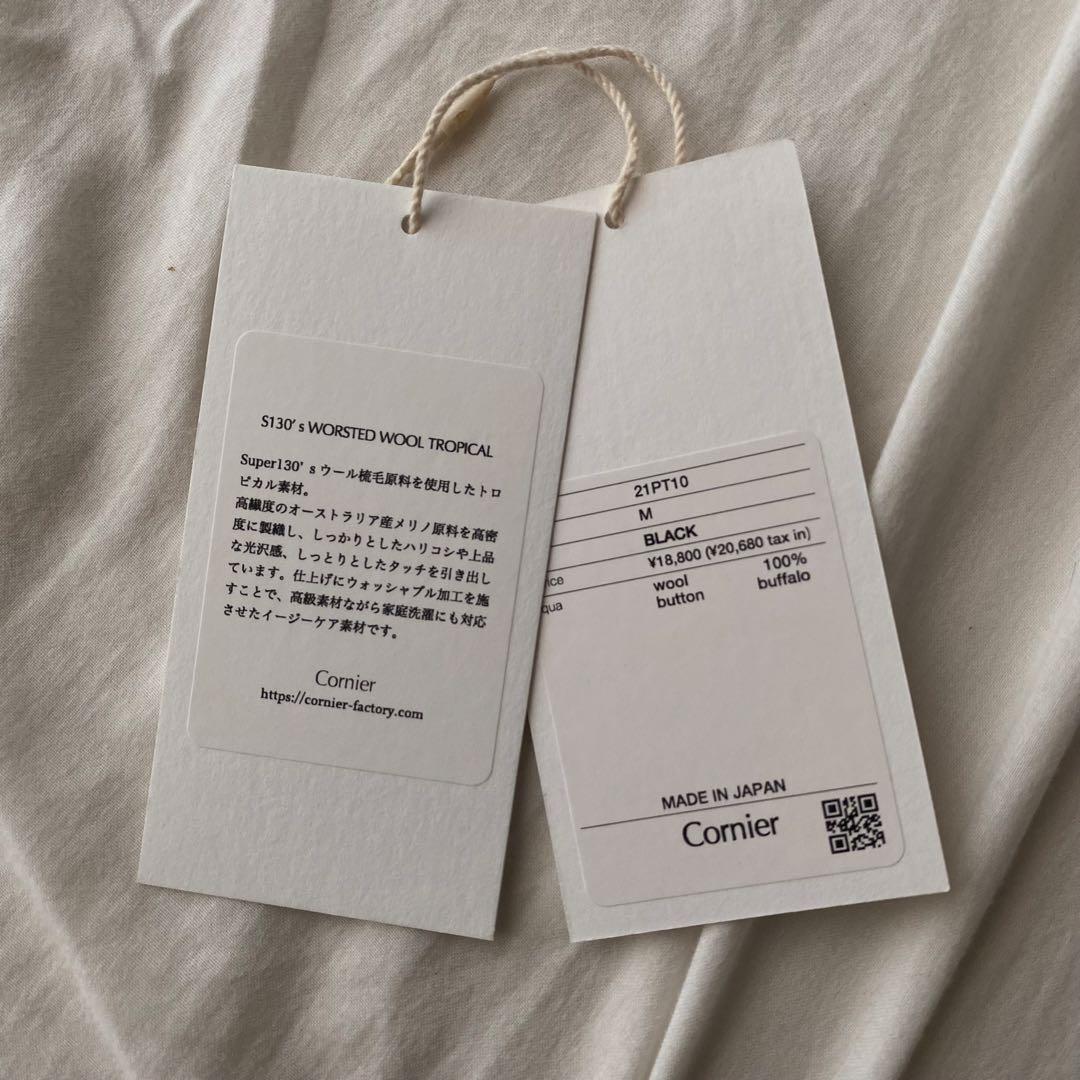 S130's WORSTED WOOL TROPICAL
Super130's ウール梳毛原料を使用したトロ
ピカル素材。
高繊度のオーストラリア産メリノ原料を高密
度に製織し、しっかりとしたハリコシや上品
な光沢感、しっとりとしたタッチを引き出し
ています。仕上げにウォッシャブル加工を施
すことで、高級素材ながら家庭洗濯にも対応
させたイージーケア素材です。
Cornier
https://cornier-factory.com
21PT10
M
BLACK
ice ¥18,800 (¥20,680 tax in)
qua wool 100%
button buffalo
MADE IN JAPAN
Cornier